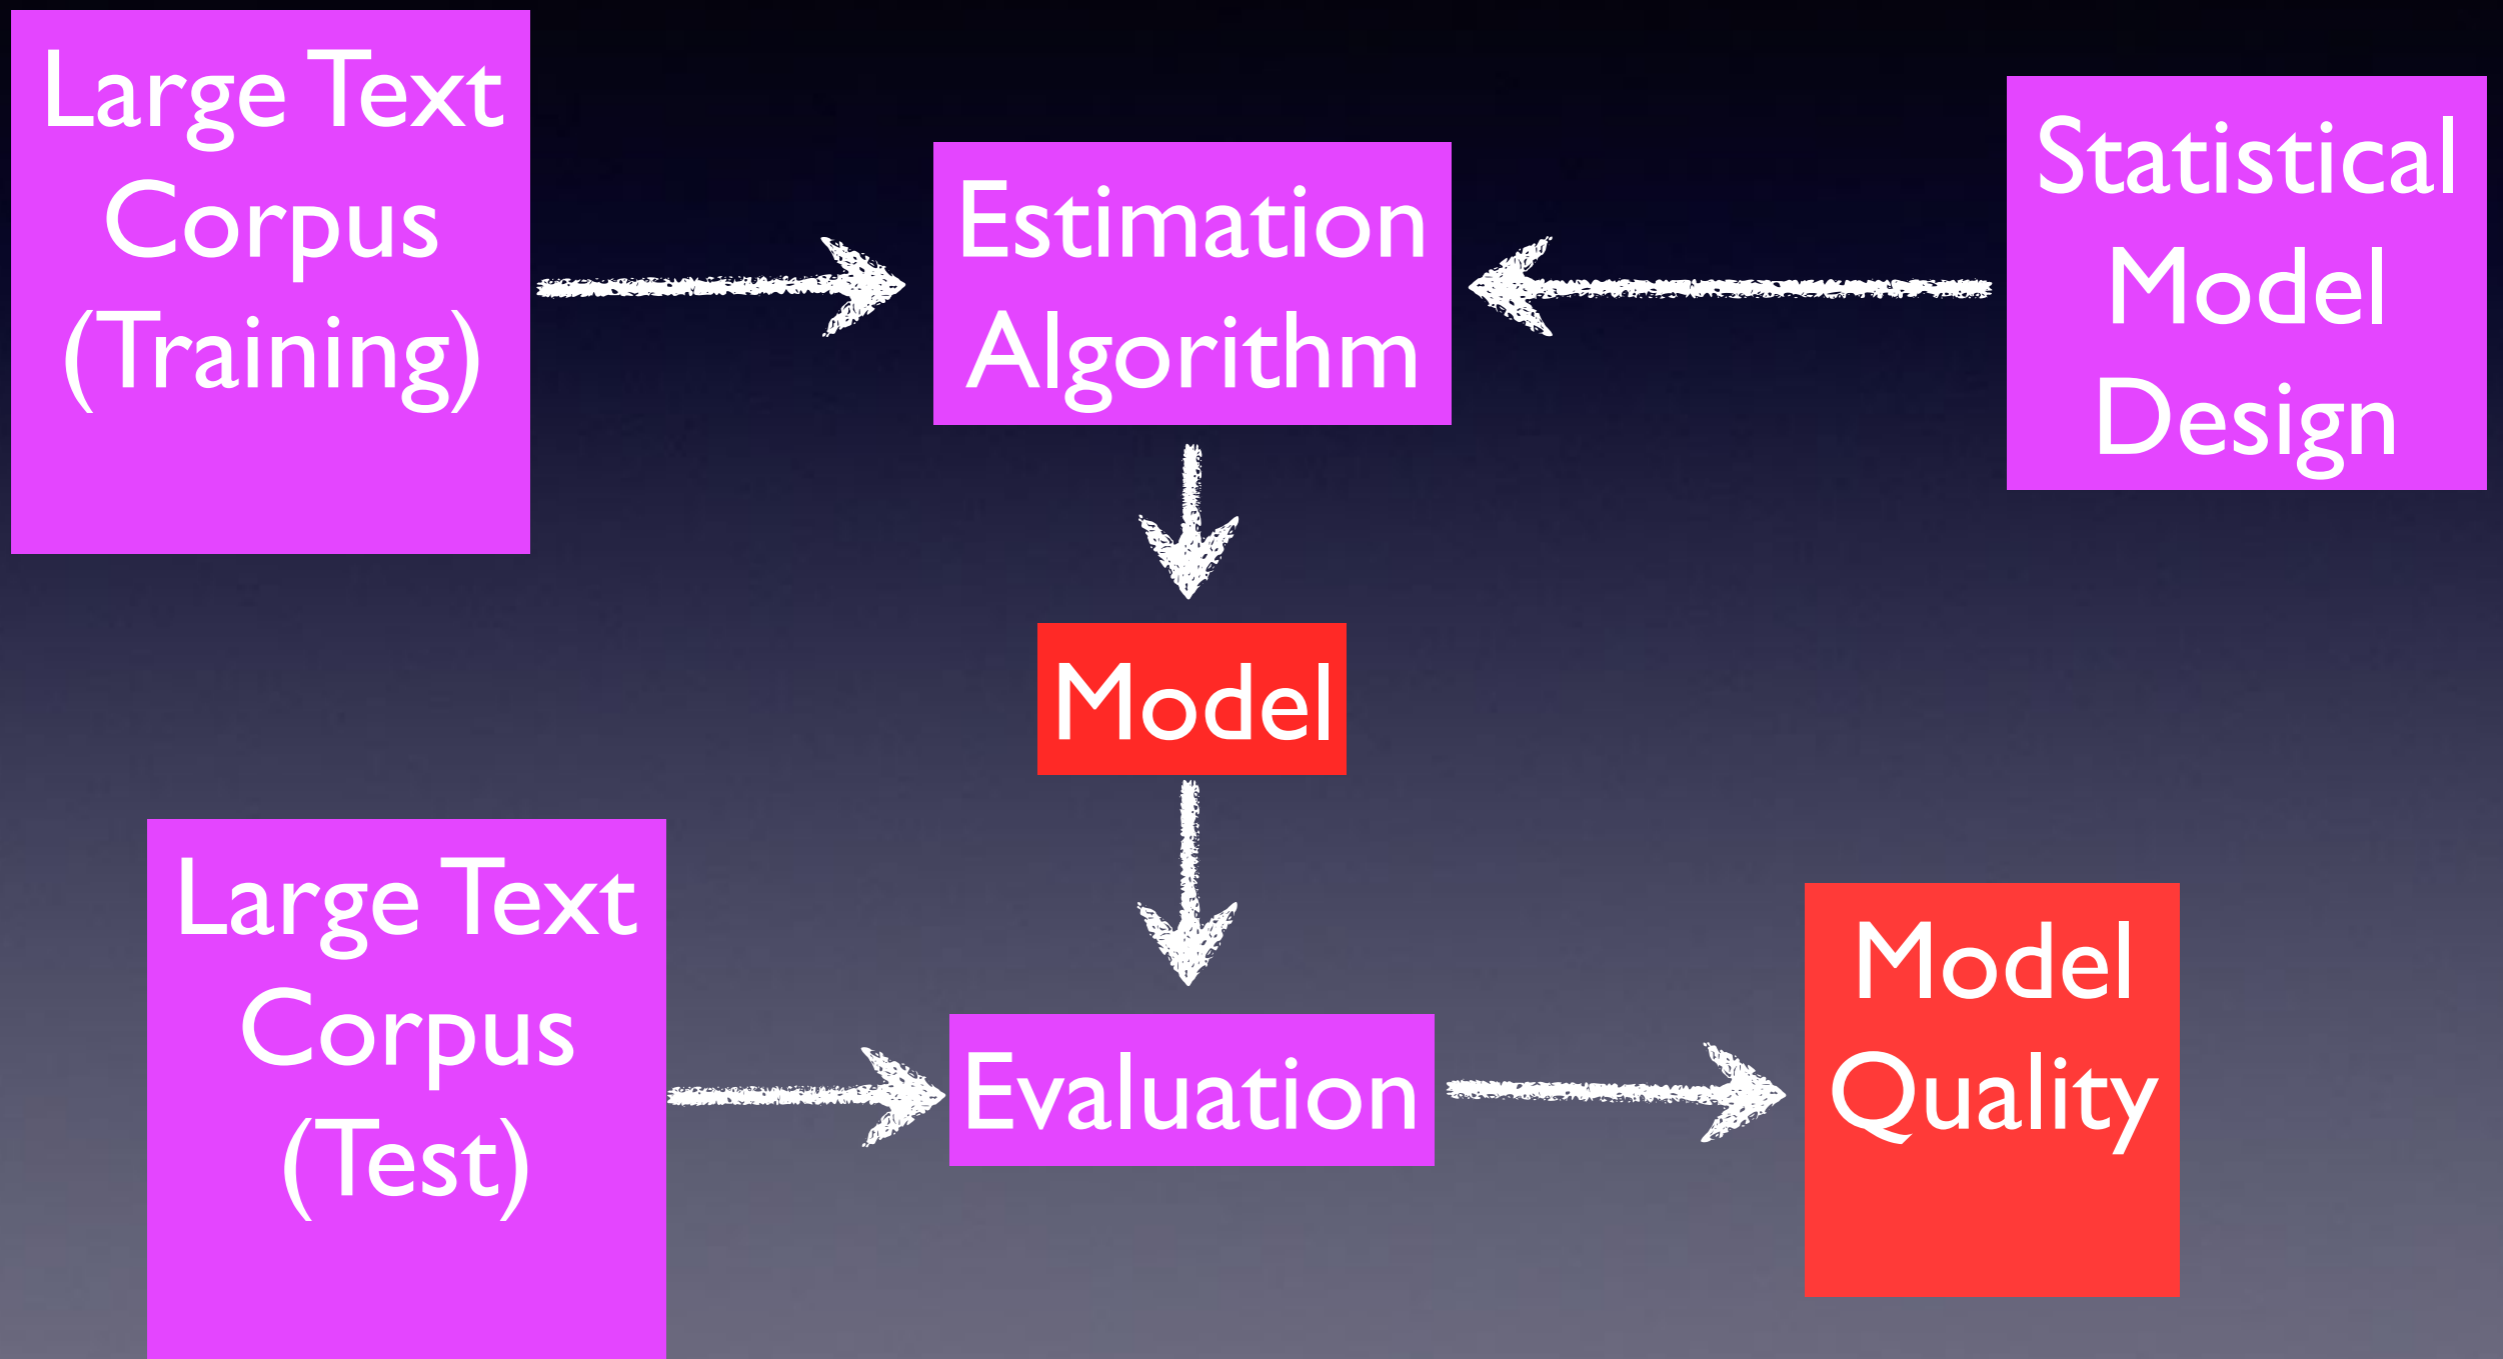 Large Text
Corpus
(Training)
Estimation
Algorithm
Statistical
Model
Design
Model
Large Text
Corpus
(Test)
Evaluation
Model
Quality